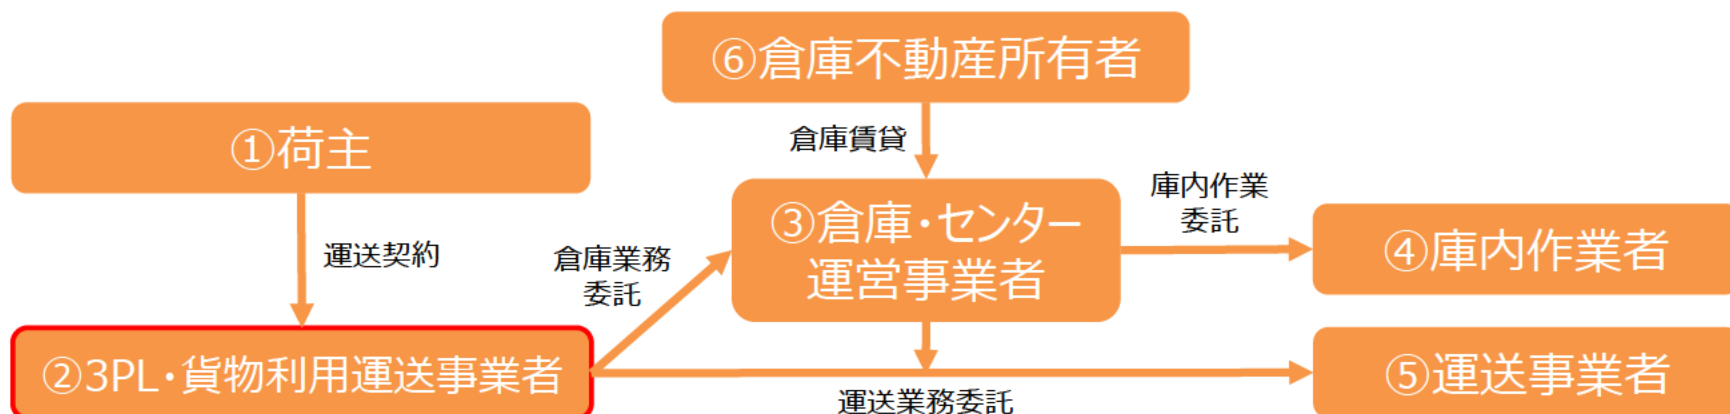 ⑥倉庫不動産所有者
①荷主
倉庫賃貸
運送契約
倉庫業務
委託
③倉庫・センター
運営事業者
庫内作業
委託
④庫内作業者
②3PL・貨物利用運送事業者
運送業務委託
⑤運送事業者